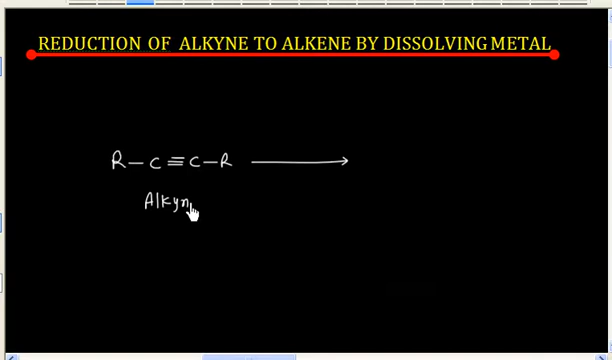 REDUCTION OF ALKYNE TO ALKENE BY DISSOLVING METAL
R—C≡C—R ⟶
Alkyn